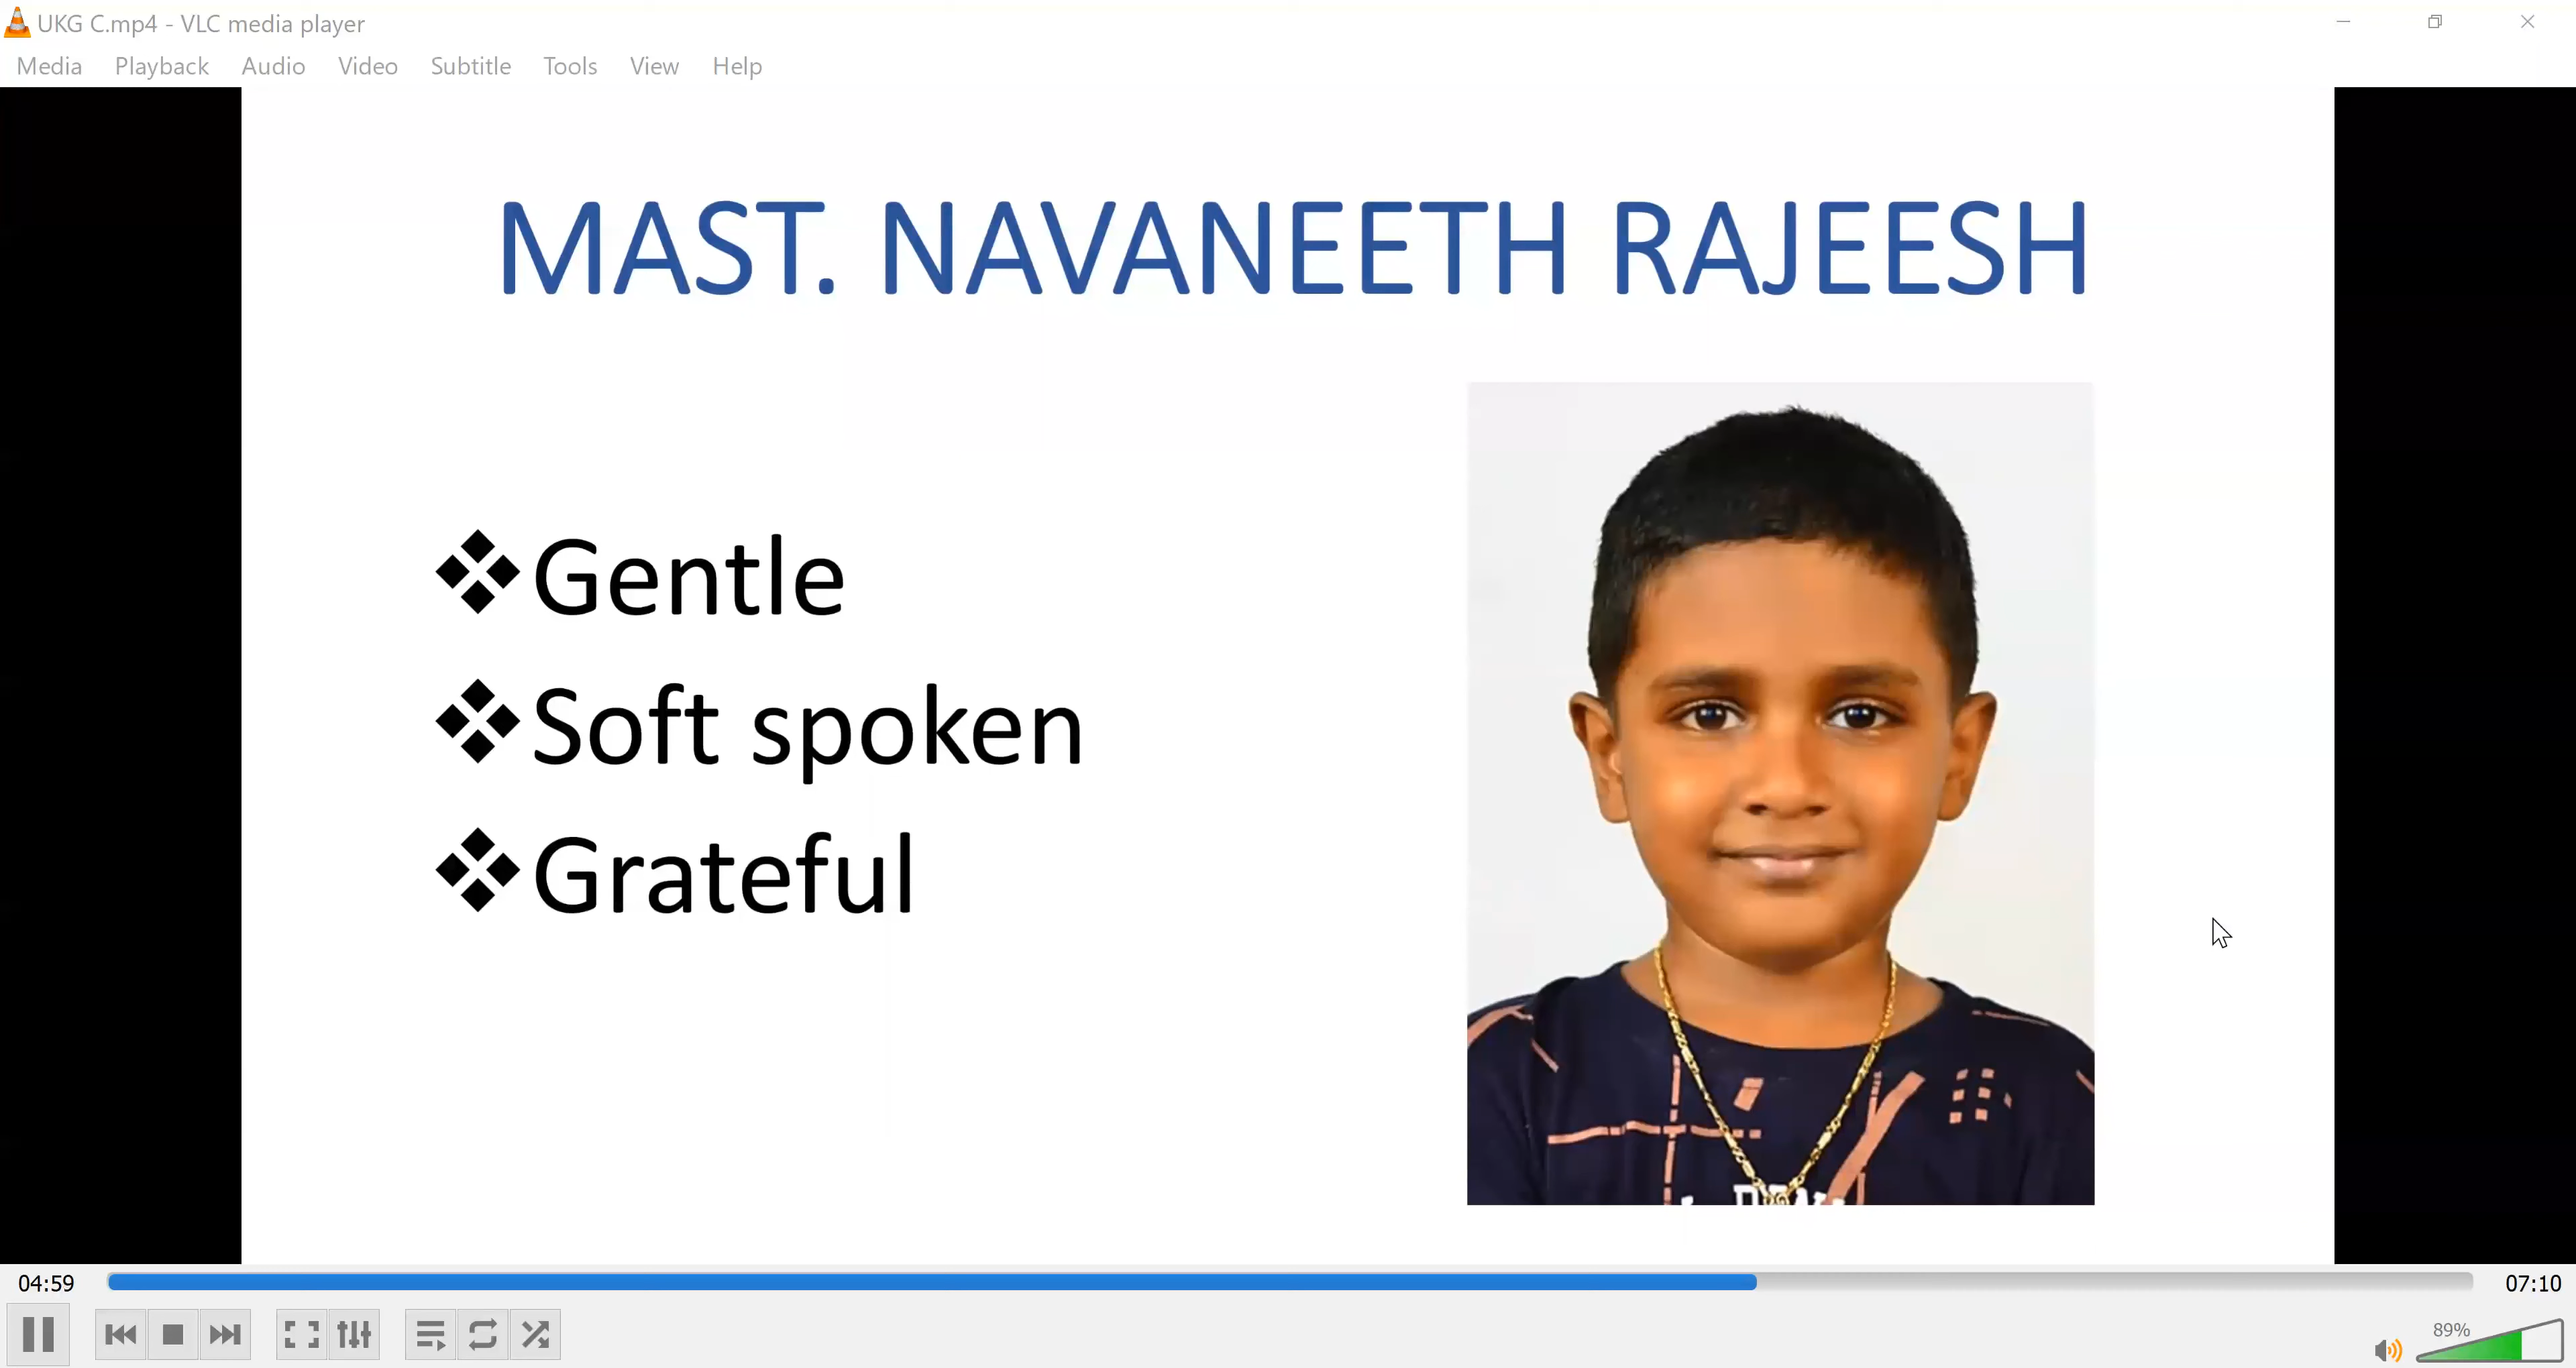 UKG C.mp4 - VLC media player
Media Playback Audio Video Subtitle Tools View Help
MAST. NAVANEETH RAJEESH
❖Gentle
❖Soft spoken
❖Grateful
04:59
07:10
89%